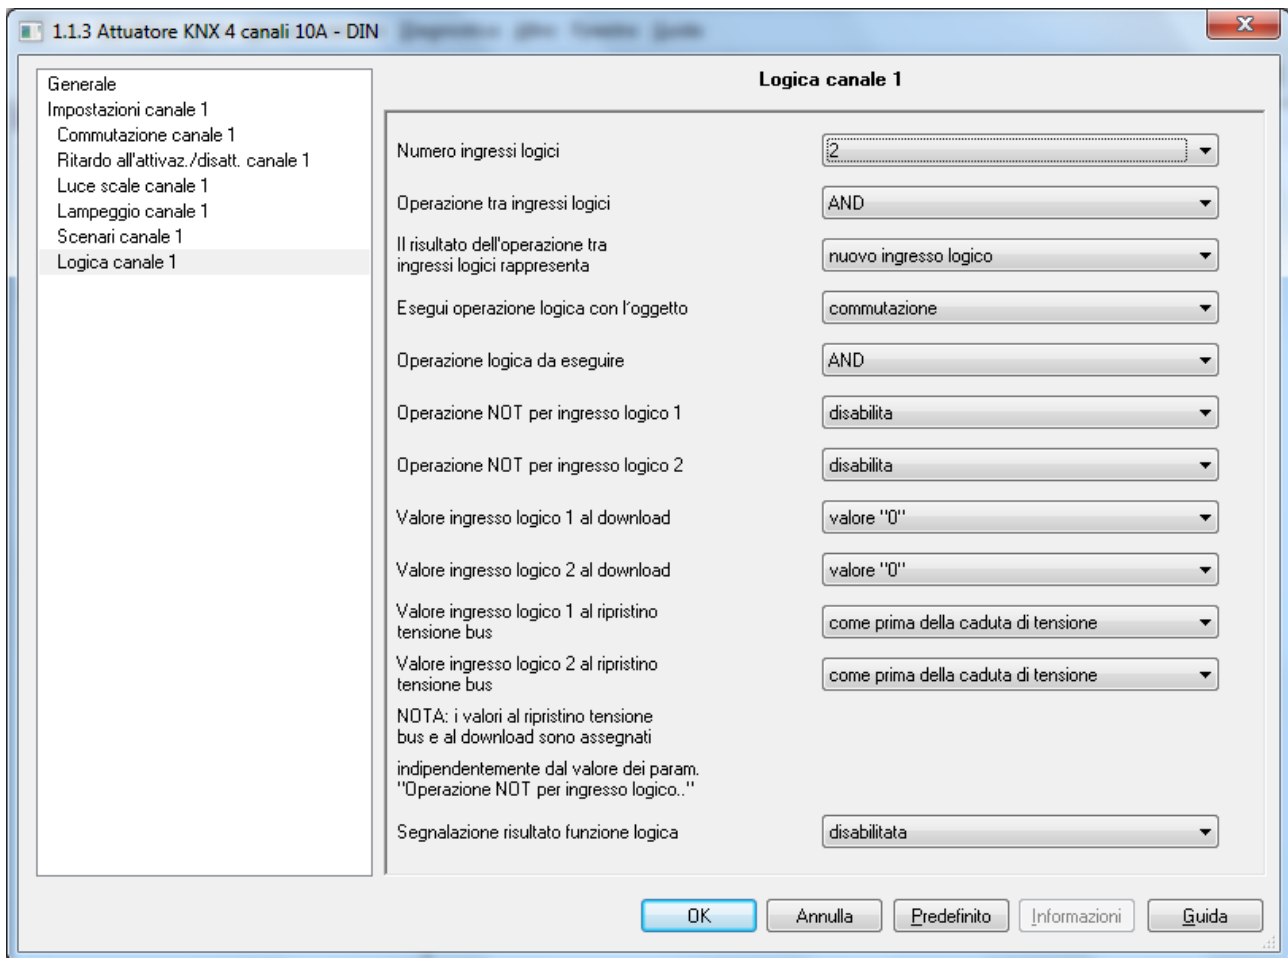 1.1.3 Attuatore KNX 4 canali 10A - DIN
Generale
Impostazioni canale 1
Commutazione canale 1
Ritardo all'attivaz./disatt. canale 1
Luce scale canale 1
Lampeggio canale 1
Scenari canale 1
Logica canale 1
Logica canale 1
Numero ingressi logici
2
Operazione tra ingressi logici
AND
Il risultato dell'operazione tra
ingressi logici rappresenta
nuovo ingresso logico
Esegui operazione logica con l'oggetto
commutazione
Operazione logica da eseguire
AND
Operazione NOT per ingresso logico 1
disabilita
Operazione NOT per ingresso logico 2
disabilita
Valore ingresso logico 1 al download
valore "0"
Valore ingresso logico 2 al download
valore "0"
Valore ingresso logico 1 al ripristino
tensione bus
come prima della caduta di tensione
Valore ingresso logico 2 al ripristino
tensione bus
come prima della caduta di tensione
NOTA: i valori al ripristino tensione
bus e al download sono assegnati
indipendentemente dal valore dei param.
"Operazione NOT per ingresso logico.."
Segnalazione risultato funzione logica
disabilitata
OK
Annulla
Predefinito
Informazioni
Guida